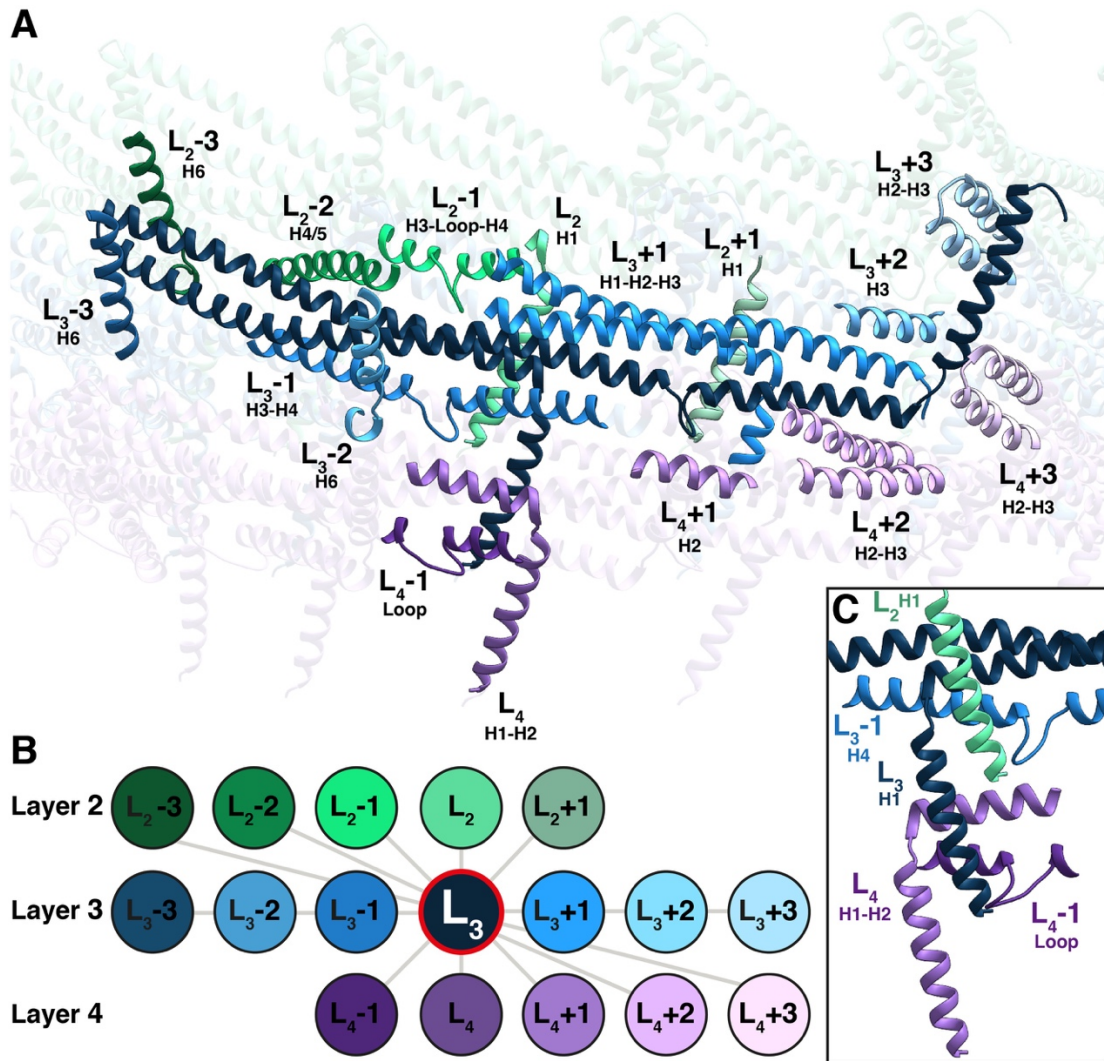 A
L2-3
H6
L2-2
H4/5
L2-1
H3-Loop-H4
L2
H1
L3+1
H1-H2-H3
L2+1
H1
L3+3
H2-H3
L3+2
H3
L3-3
H6
L3-1
H3-H4
L3-2
H6
L4-1
Loop
L4
H1-H2
L4+1
H2
L4+2
H2-H3
L4+3
H2-H3
B
Layer 2 L2-3 L2-2 L2-1 L2 L2+1
Layer 3 L3-3 L3-2 L3-1 L3 L3+1 L3+2 L3+3
Layer 4 L4-1 L4 L4+1 L4+2 L4+3
C
L2 H1
L3-1
H4
L3
H1
L4
H1-H2
L4-1
Loop